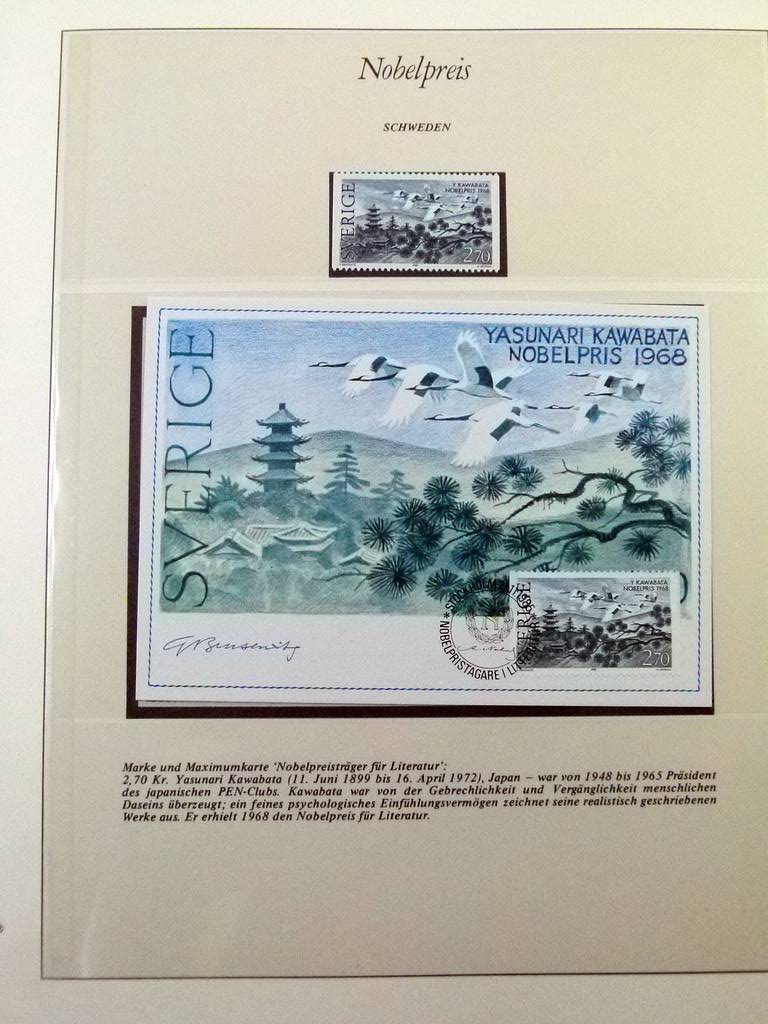 Nobelpreis
SCHWEDEN
SVERIGE
Y KAWABATA
NOBELPRIS 1968
2.70
SVERIGE
YASUNARI KAWABATA
NOBELPRIS 1968
SVERIGE
Y KAWABATA
NOBELPRIS 1968
2.70
* STOCKHOLM
* NOBELPRISTAGARE I LITTERATUR
Marke und Maximumkarte ‘Nobelpreisträger für Literatur’:
2,70 Kr. Yasunari Kawabata (11. Juni 1899 bis 16. April 1972), Japan – war von 1948 bis 1965 Präsident
des japanischen PEN-Clubs. Kawabata war von der Gebrechlichkeit und Vergänglichkeit menschlichen
Daseins überzeugt; ein feines psychologisches Einfühlungsvermögen zeichnet seine realistisch geschriebenen
Werke aus. Er erhielt 1968 den Nobelpreis für Literatur.